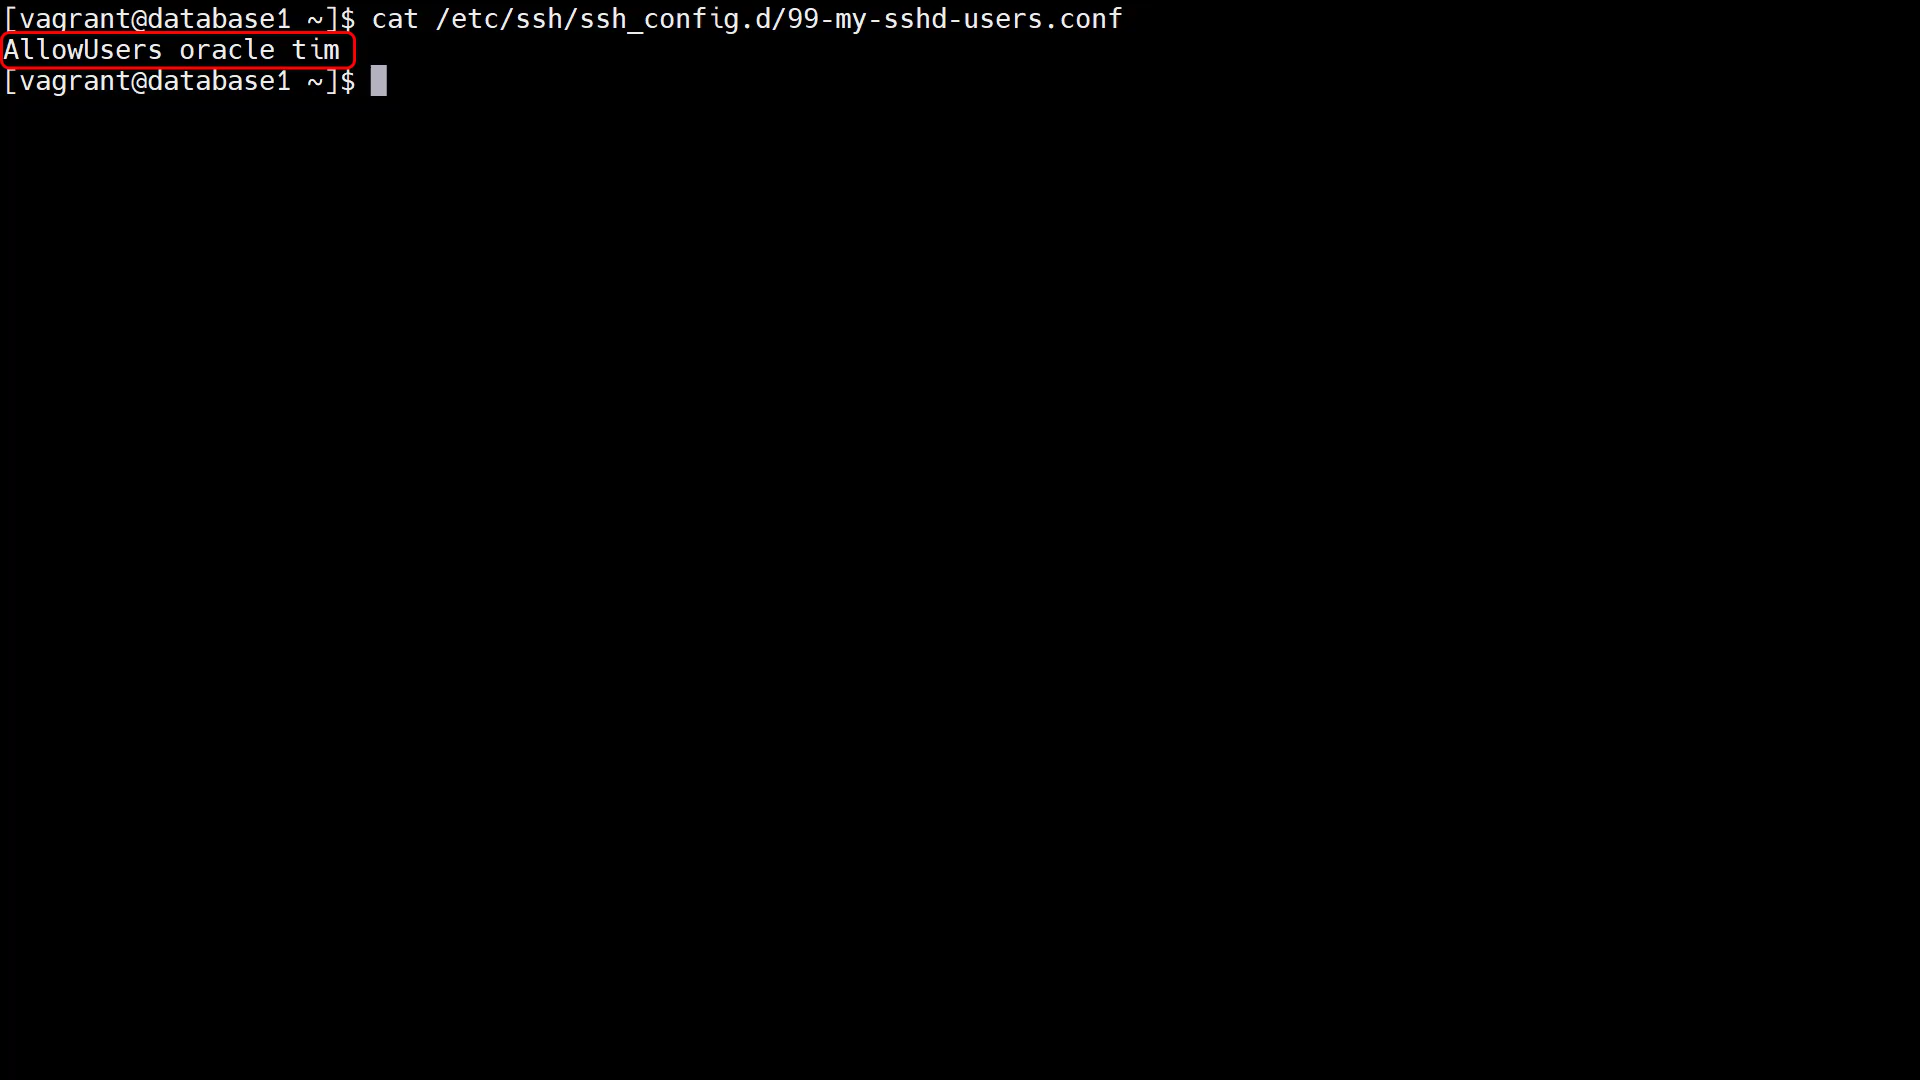 [vagrant@database1 ~]$ cat /etc/ssh/ssh_config.d/99-my-sshd-users.conf
AllowUsers oracle tim
[vagrant@database1 ~]$